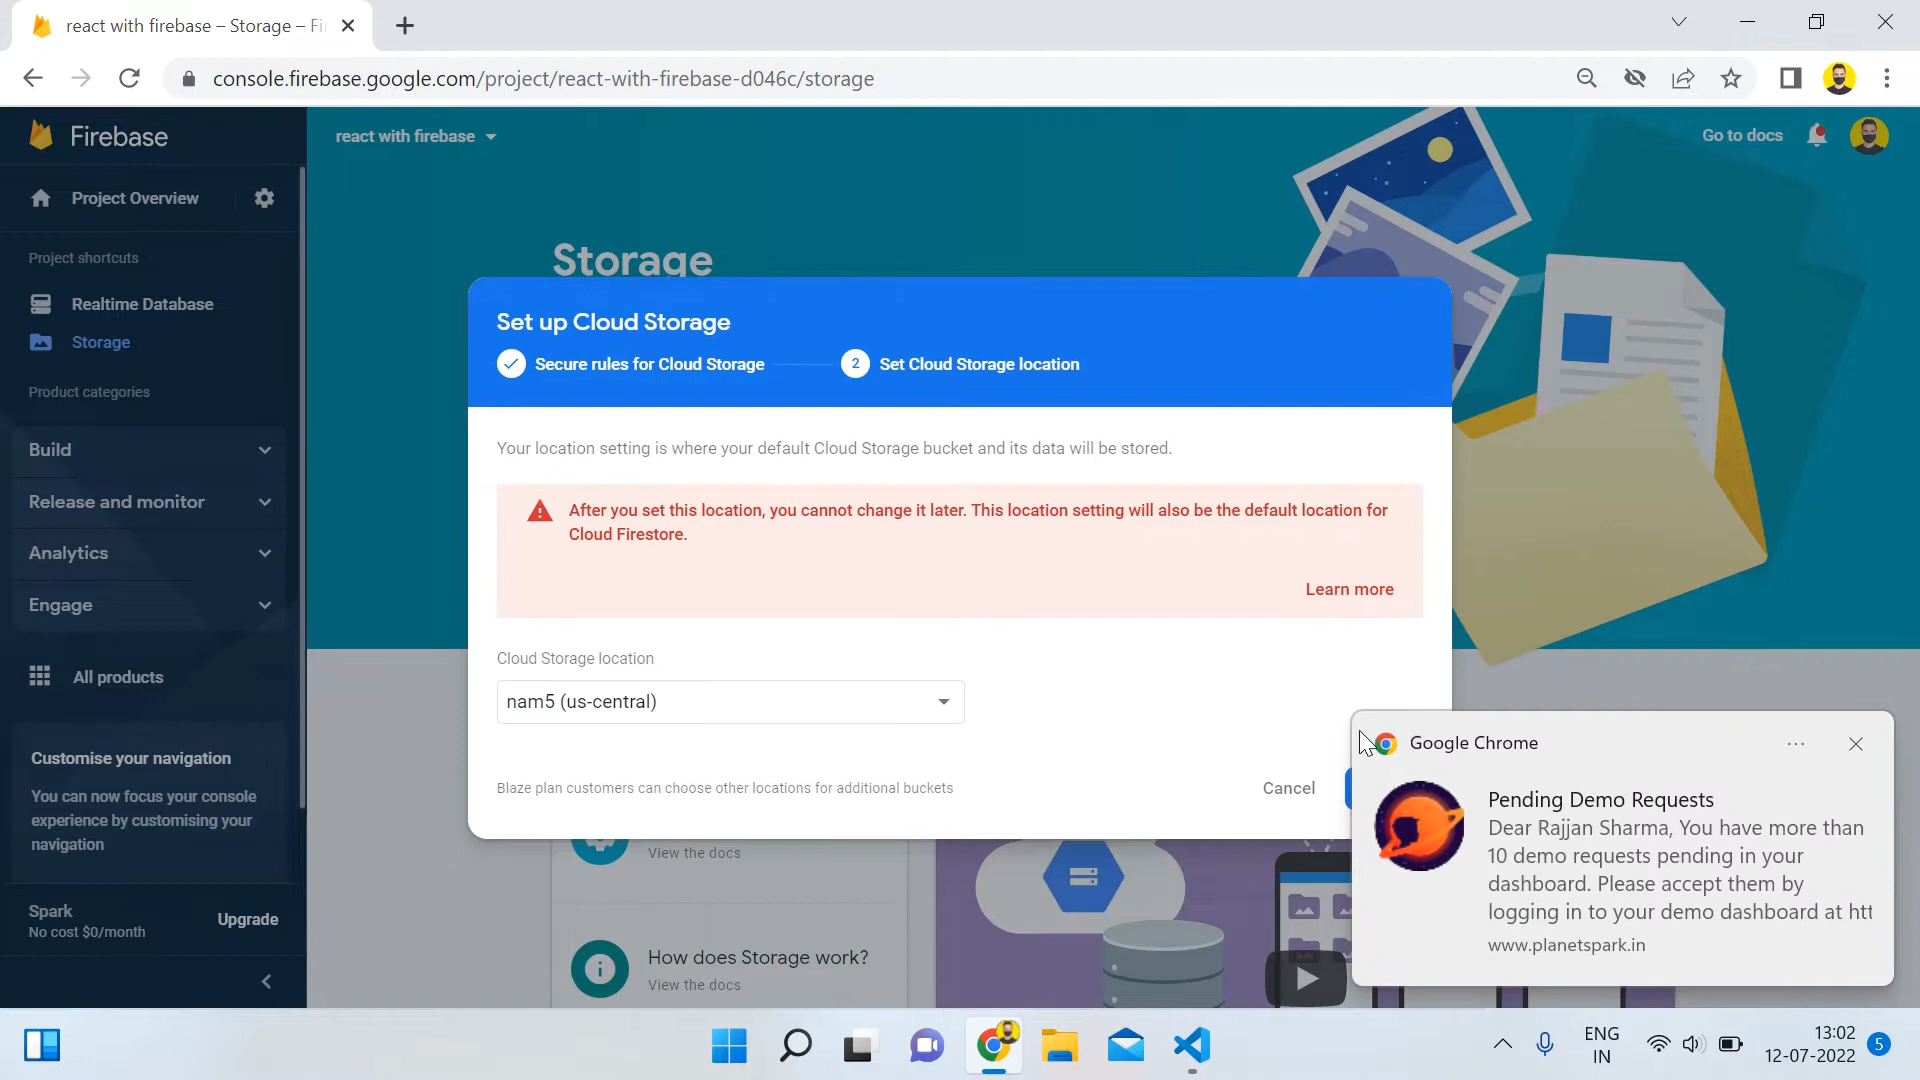 react with firebase – Storage – Fi
console.firebase.google.com/project/react-with-firebase-d046c/storage
Firebase
react with firebase
Go to docs
Project Overview
Project shortcuts
Realtime Database
Storage
Product categories
Build
Release and monitor
Analytics
Engage
All products
Customise your navigation
You can now focus your console
experience by customising your
navigation
Spark
No cost $0/month
Upgrade
Storage
Set up Cloud Storage
Secure rules for Cloud Storage
2 Set Cloud Storage location
Your location setting is where your default Cloud Storage bucket and its data will be stored.
After you set this location, you cannot change it later. This location setting will also be the default location for
Cloud Firestore.
Learn more
Cloud Storage location
nam5 (us-central)
Blaze plan customers can choose other locations for additional buckets
Cancel
View the docs
How does Storage work?
View the docs
Google Chrome
Pending Demo Requests
Dear Rajjan Sharma, You have more than
10 demo requests pending in your
dashboard. Please accept them by
logging in to your demo dashboard at htt
www.planetspark.in
ENG
IN
13:02
12-07-2022
5